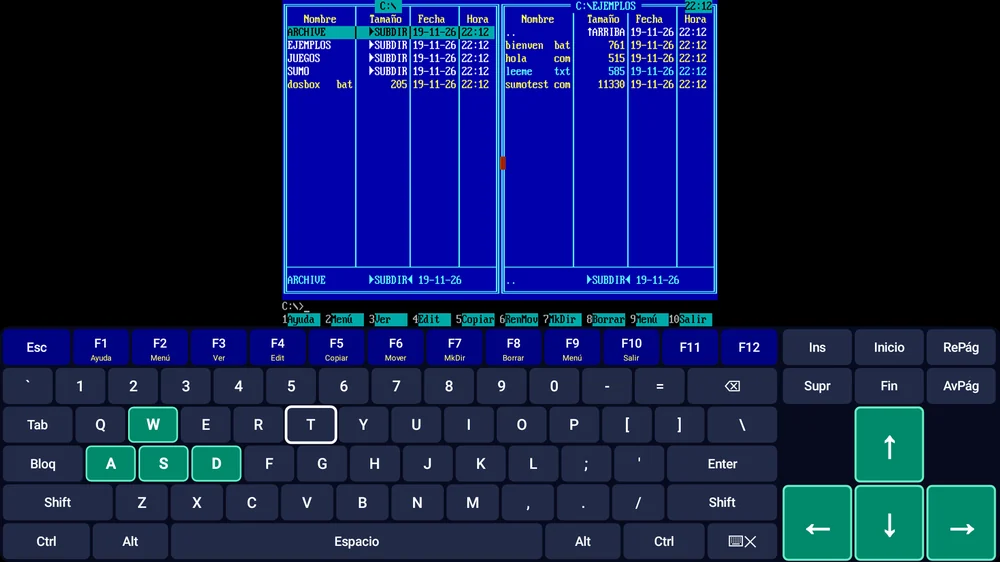 C:\
C:\EJEMPLOS
22:12
Nombre Tamaño Fecha Hora
ARCHIVE ►SUBDIR 19-11-26 22:12
EJEMPLOS ►SUBDIR 19-11-26 22:12
JUEGOS ►SUBDIR 19-11-26 22:12
SUMO ►SUBDIR 19-11-26 22:12
dosbox bat 205 19-11-26 22:12
ARCHIVE ►SUBDIR◄ 19-11-26
Nombre Tamaño Fecha Hora
.. ↑ARRIBA 19-11-26 22:12
bienven bat 761 19-11-26 22:12
hola com 515 19-11-26 22:12
leeme txt 585 19-11-26 22:12
sumotest com 11330 19-11-26 22:12
.. ►SUBDIR◄ 19-11-26
C:\>_
1Ayuda 2Menú 3Ver 4Edit 5Copiar 6RenMov 7MkDir 8Borrar 9Menú 10Salir
Esc F1 F2 F3 F4 F5 F6 F7 F8 F9 F10 F11 F12 Ins Inicio RePág
Ayuda Menú Ver Edit Copiar Mover MkDir Borrar Menú Salir
` 1 2 3 4 5 6 7 8 9 0 - = ⌫ Supr Fin AvPág
Tab Q W E R T Y U I O P [ ] \ ↑
Bloq A S D F G H J K L ; ' Enter
Shift Z X C V B N M , . / Shift ← ↓ →
Ctrl Alt Espacio Alt Ctrl